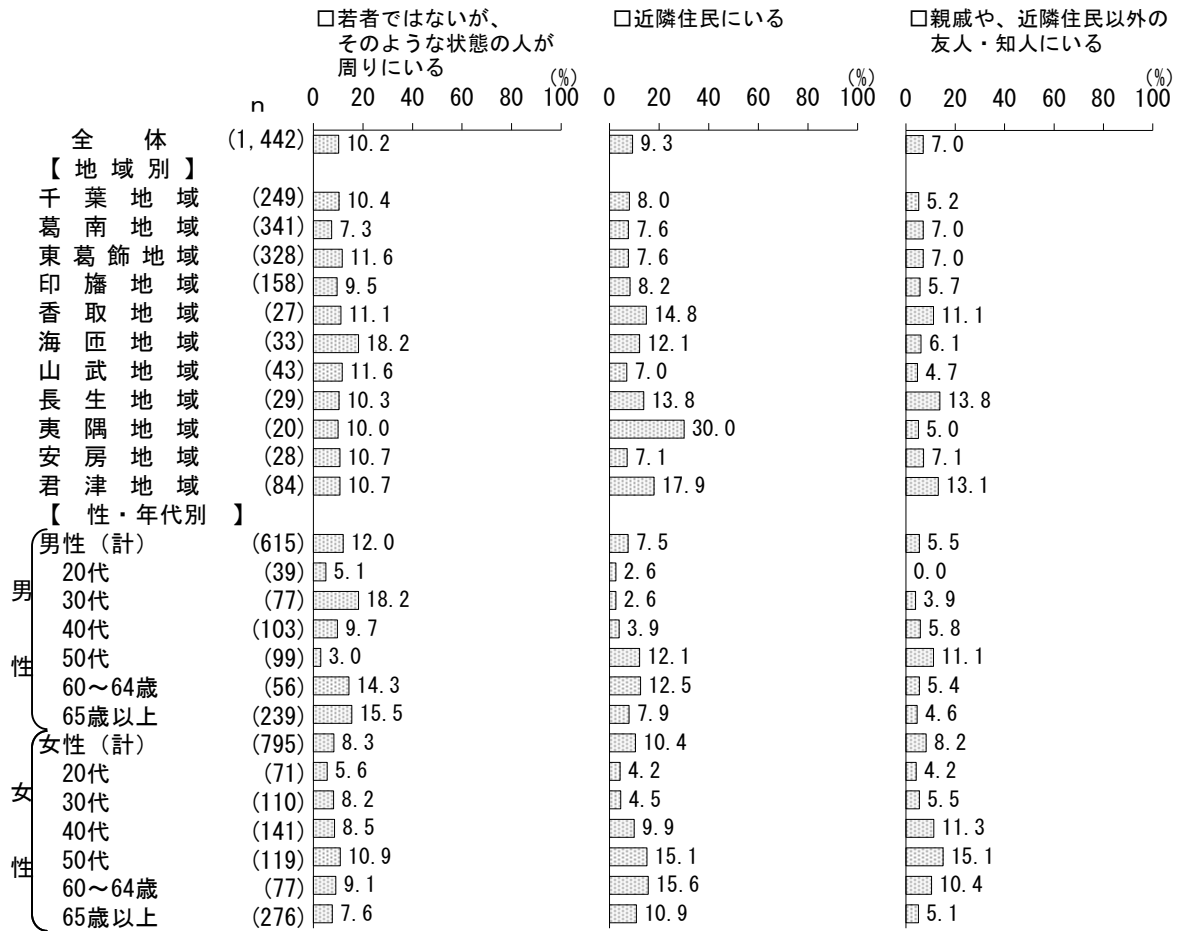 □若者ではないが、
そのような状態の人が
周りにいる
□近隣住民にいる
□親戚や、近隣住民以外の
友人・知人にいる
(%) (%) (%)
n 0 20 40 60 80 100 0 20 40 60 80 100 0 20 40 60 80 100
全体 (1,442) 10.2 9.3 7.0
【地域別】
千葉地域 (249) 10.4 8.0 5.2
葛南地域 (341) 7.3 7.6 7.0
東葛飾地域 (328) 11.6 7.6 7.0
印旛地域 (158) 9.5 8.2 5.7
香取地域 (27) 11.1 14.8 11.1
海匝地域 (33) 18.2 12.1 6.1
山武地域 (43) 11.6 7.0 4.7
長生地域 (29) 10.3 13.8 13.8
夷隅地域 (20) 10.0 30.0 5.0
安房地域 (28) 10.7 7.1 7.1
君津地域 (84) 10.7 17.9 13.1
【性・年代別】
男性
男性（計） (615) 12.0 7.5 5.5
20代 (39) 5.1 2.6 0.0
30代 (77) 18.2 2.6 3.9
40代 (103) 9.7 3.9 5.8
50代 (99) 3.0 12.1 11.1
60～64歳 (56) 14.3 12.5 5.4
65歳以上 (239) 15.5 7.9 4.6
女性
女性（計） (795) 8.3 10.4 8.2
20代 (71) 5.6 4.2 4.2
30代 (110) 8.2 4.5 5.5
40代 (141) 8.5 9.9 11.3
50代 (119) 10.9 15.1 15.1
60～64歳 (77) 9.1 15.6 10.4
65歳以上 (276) 7.6 10.9 5.1